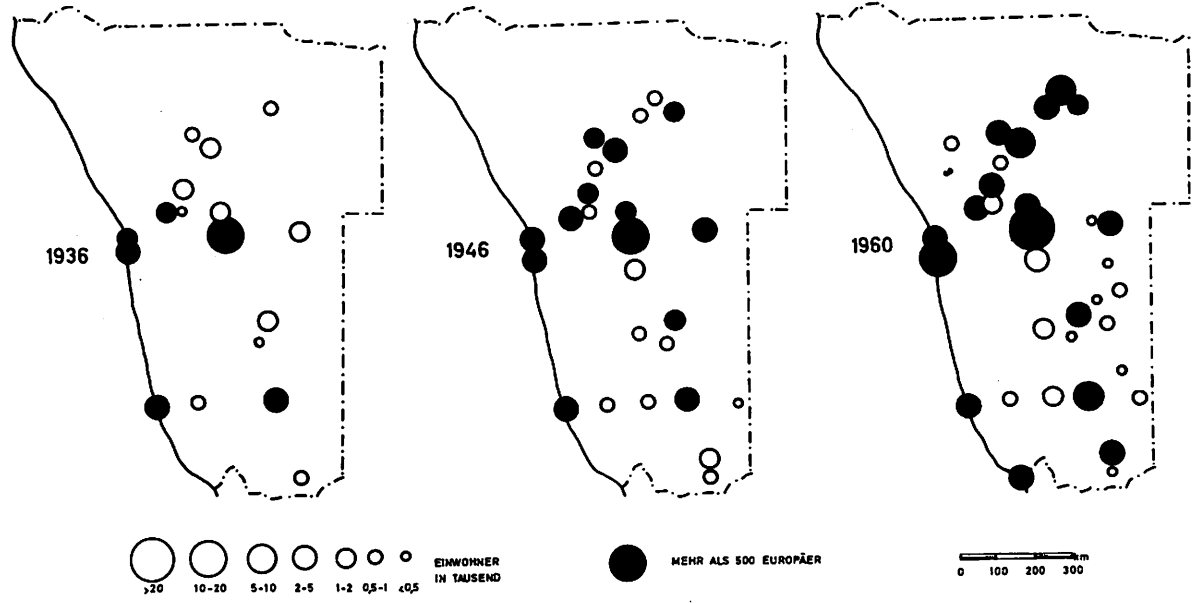 1936
1946
1960
>20 10-20 5-10 2-5 1-2 0,5-1 <0,5
EINWOHNER
IN TAUSEND
MEHR ALS 500 EUROPÄER
km
0 100 200 300